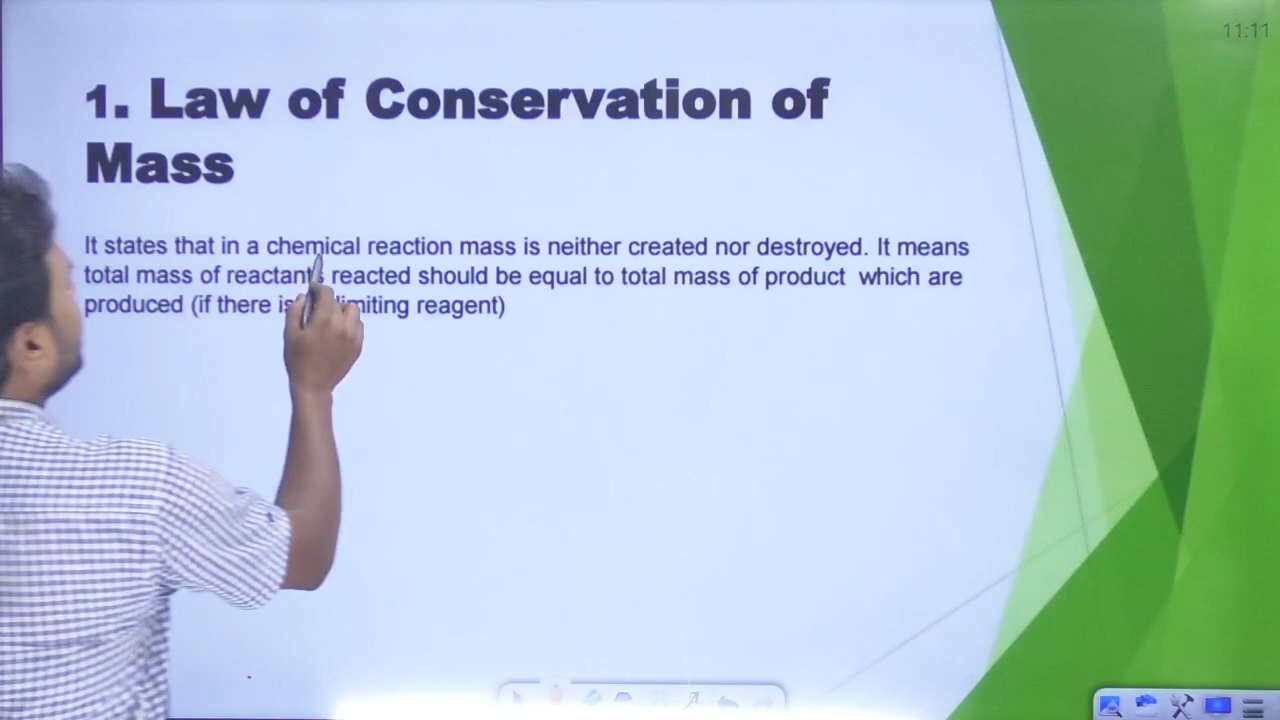 11:11
1. Law of Conservation of
Mass
It states that in a chemical reaction mass is neither created nor destroyed. It means
total mass of reactants reacted should be equal to total mass of product which are
produced (if there is limiting reagent)